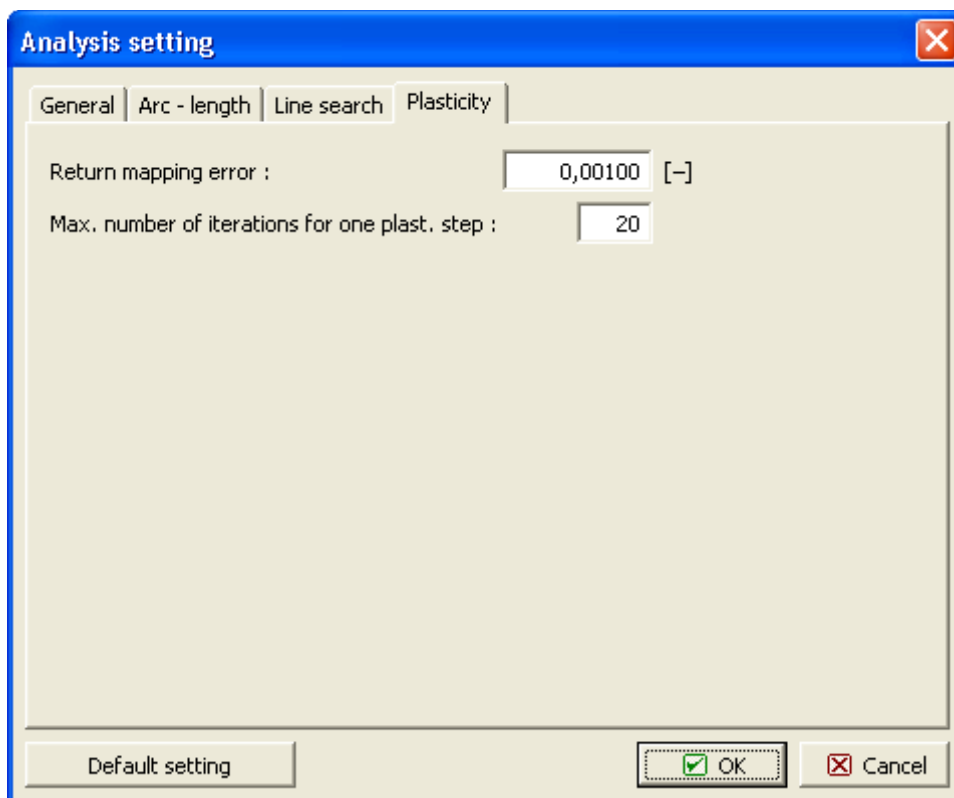 Analysis setting
General Arc - length Line search Plasticity
Return mapping error : 0,00100 [–]
Max. number of iterations for one plast. step : 20
Default setting OK Cancel